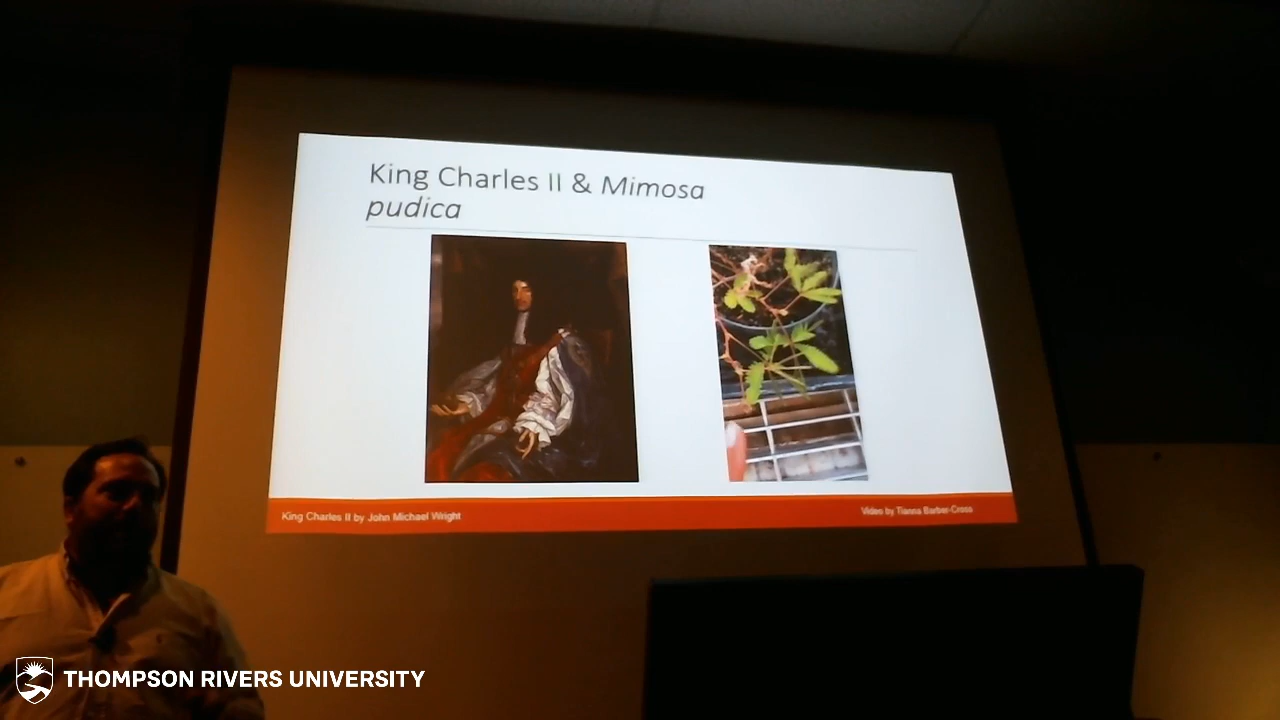 King Charles II & Mimosa
pudica
King Charles II by John Michael Wright
Video by Tianna Barber-Cross
THOMPSON RIVERS UNIVERSITY